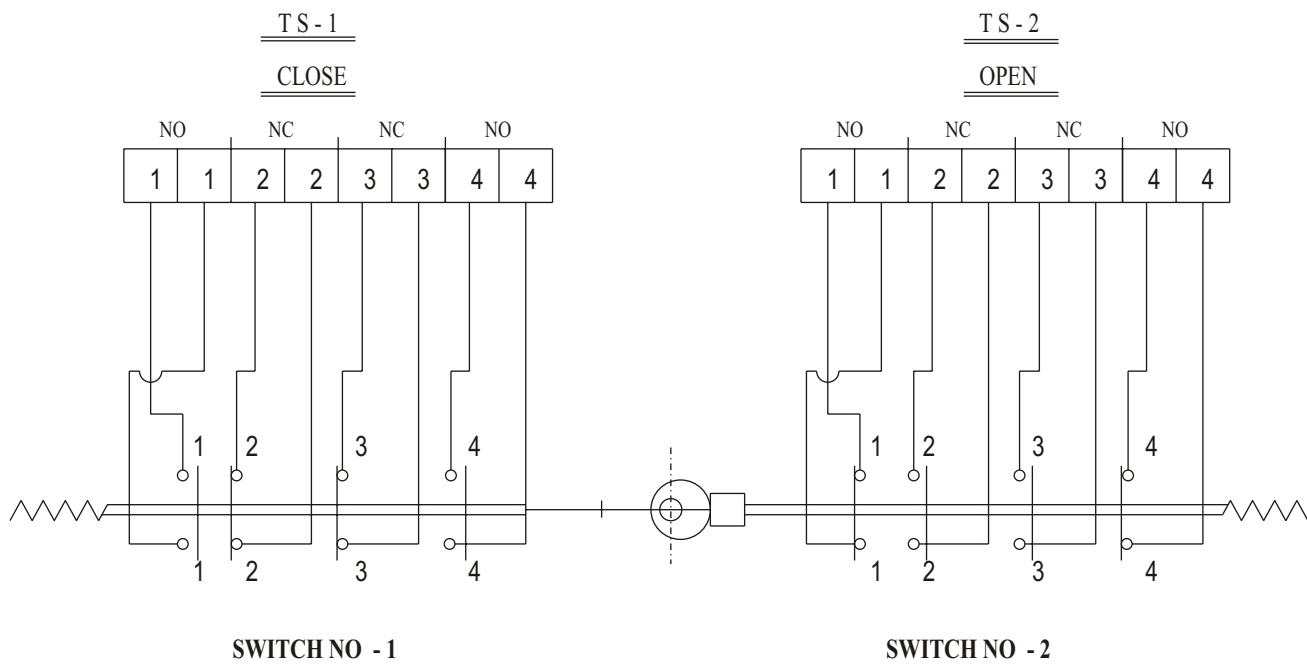 TS-1 TS-2
CLOSE OPEN
NO NC NC NO NO NC NC NO
1 1 2 2 3 3 4 4 1 1 2 2 3 3 4 4
1 2 3 4 1 2 3 4
1 2 3 4 1 2 3 4
SWITCH NO - 1 SWITCH NO - 2